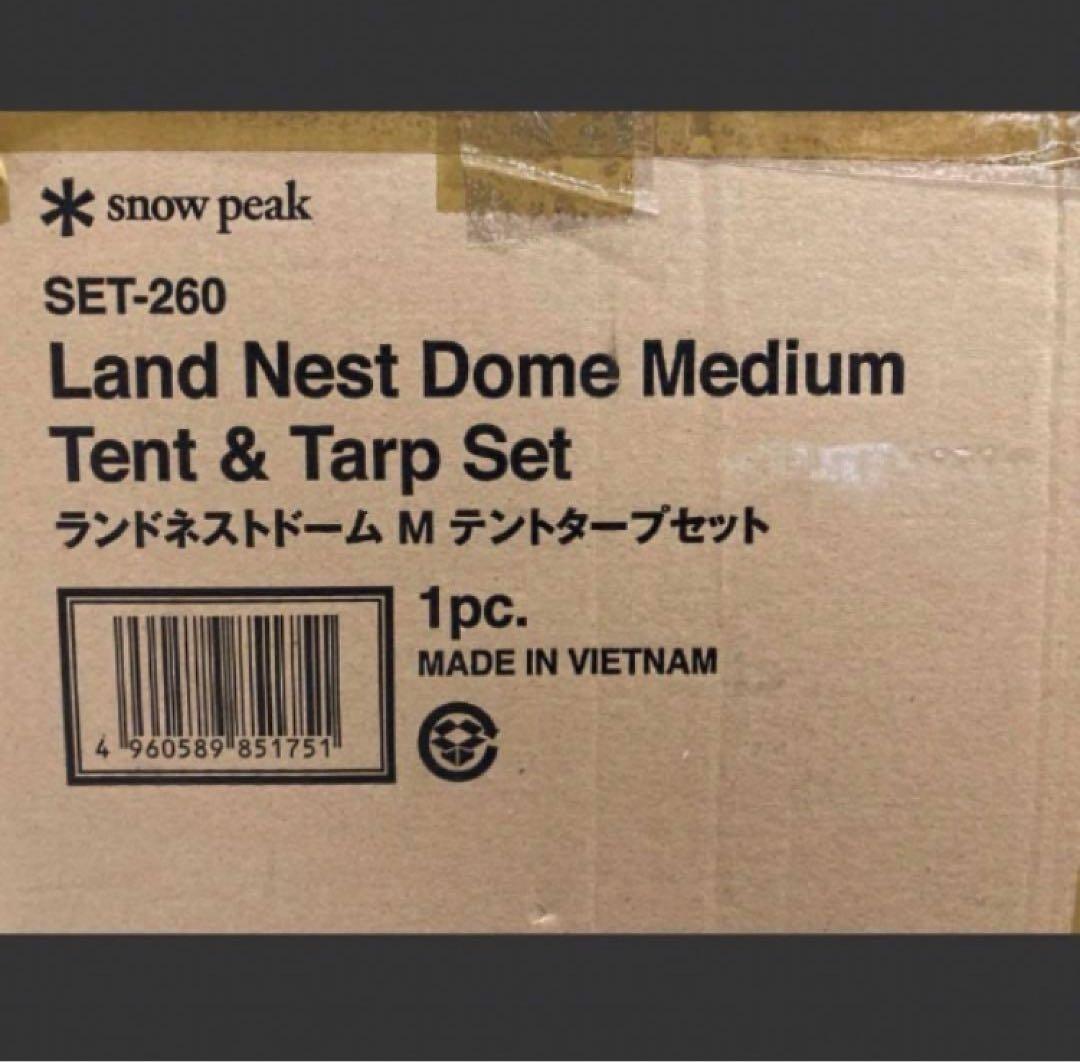 snow peak
SET-260
Land Nest Dome Medium
Tent & Tarp Set
ランドネストドーム M テントタープセット
1pc.
MADE IN VIETNAM
4 960589 851751